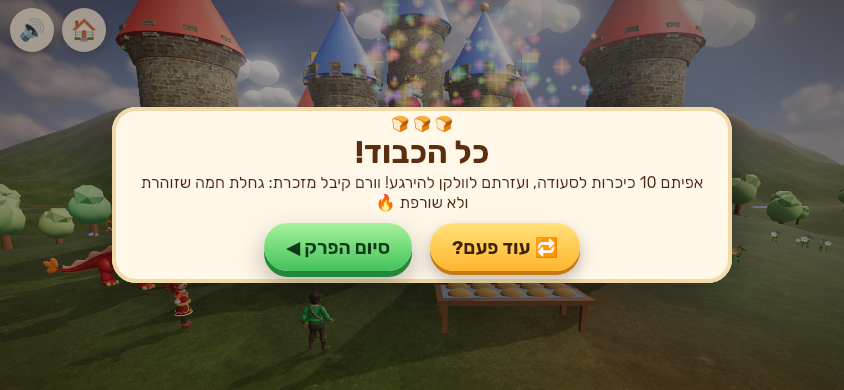 כל הכבוד!
אפיתם 10 כיכרות לסעודה, ועזרתם לוולקן להירגע! וורם קיבל מזכרת: גחלת חמה שזוהרת
ולא שורפת 🔥
🔁 עוד פעם?
סיום הפרק ◀